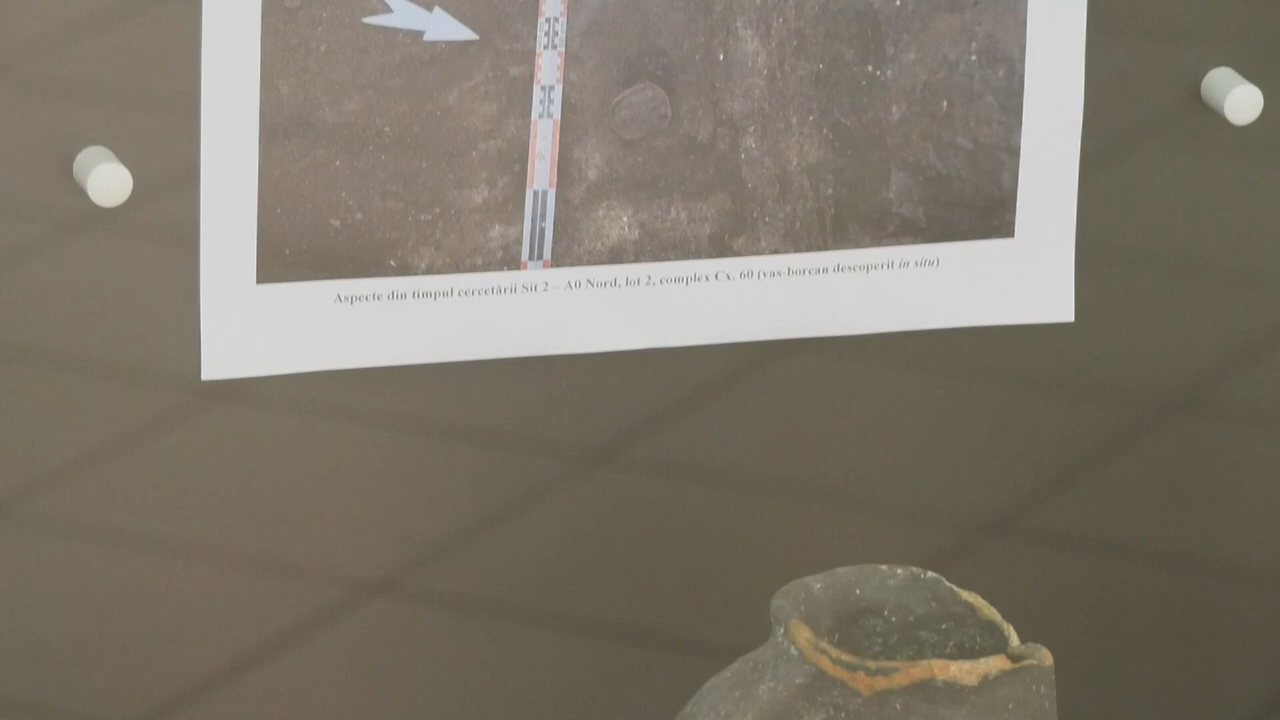 Aspecte din timpul cercetării Sit 2 – A0 Nord, lot 2, complex Cx. 60 (vas-borcan descoperit in situ)